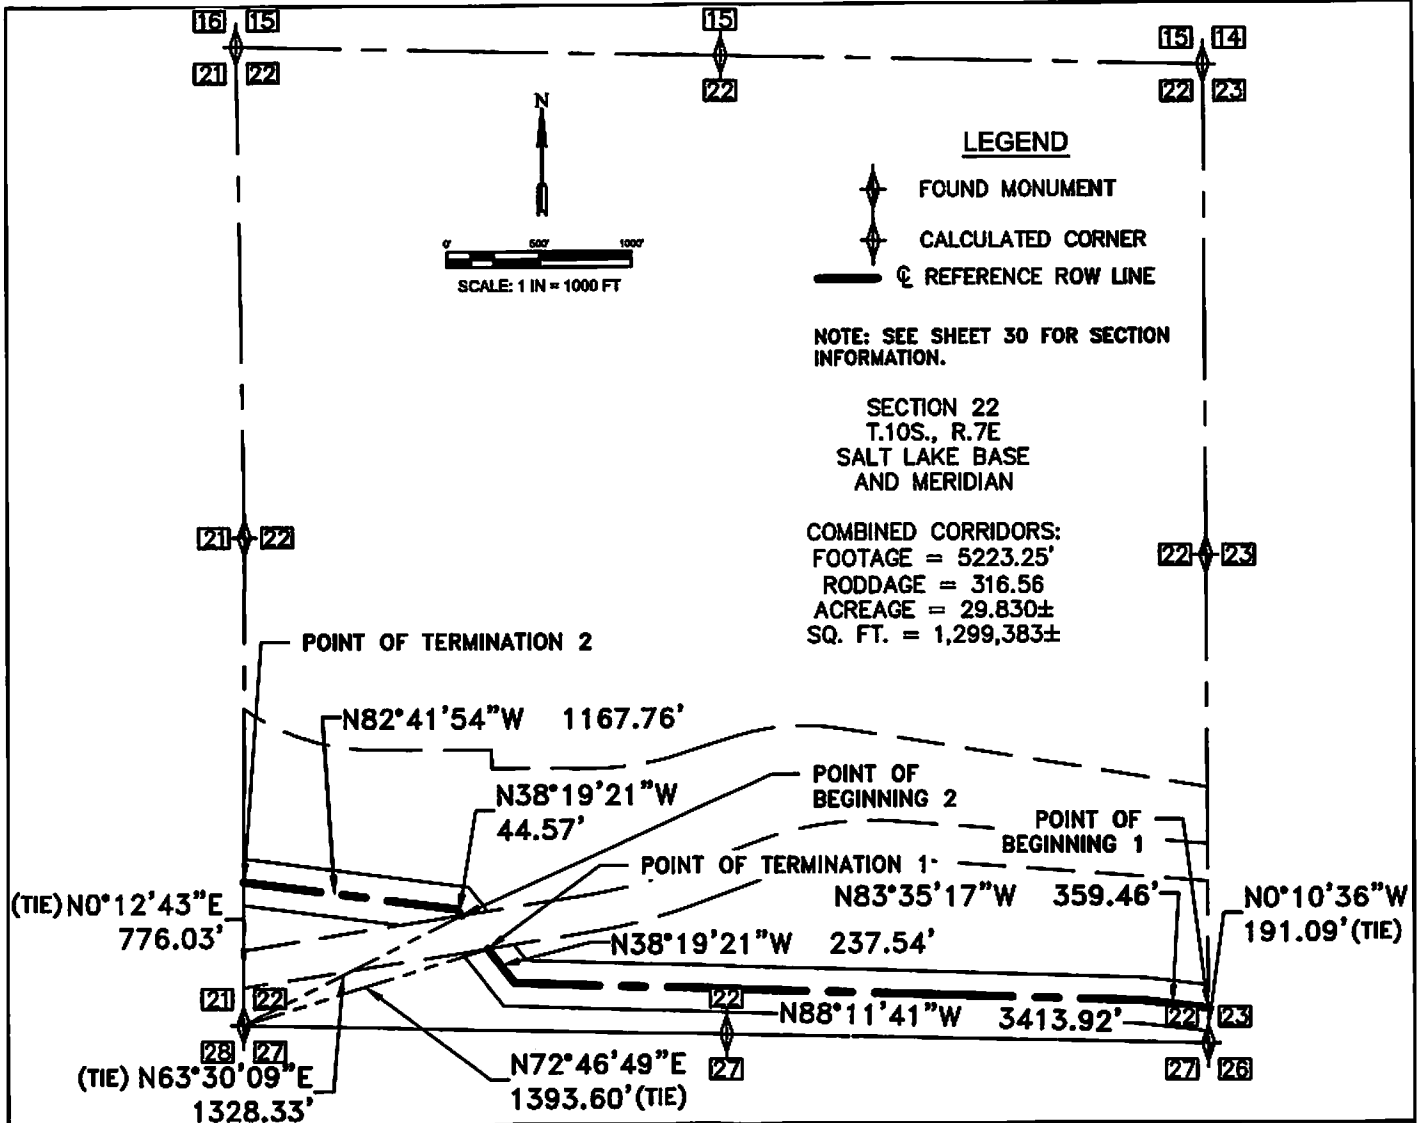 16 15
15
15 14
21 22
22
22 23
N
LEGEND
FOUND MONUMENT
CALCULATED CORNER
℄ REFERENCE ROW LINE
0' 500' 1000'
SCALE: 1 IN = 1000 FT
NOTE: SEE SHEET 30 FOR SECTION
INFORMATION.
SECTION 22
T.10S., R.7E
SALT LAKE BASE
AND MERIDIAN
21 22
22 23
COMBINED CORRIDORS:
FOOTAGE = 5223.25'
RODDAGE = 316.56
ACREAGE = 29.830±
SQ. FT. = 1,299,383±
POINT OF TERMINATION 2
N82°41'54"W 1167.76'
N38°19'21"W
44.57'
POINT OF
BEGINNING 2
POINT OF
BEGINNING 1
POINT OF TERMINATION 1
N83°35'17"W 359.46'
(TIE) N0°12'43"E
776.03'
N0°10'36"W
191.09' (TIE)
N38°19'21"W 237.54'
21 22
22
22 23
N88°11'41"W 3413.92'
28 27
27
27 26
(TIE) N63°30'09"E
1328.33'
N72°46'49"E
1393.60' (TIE)